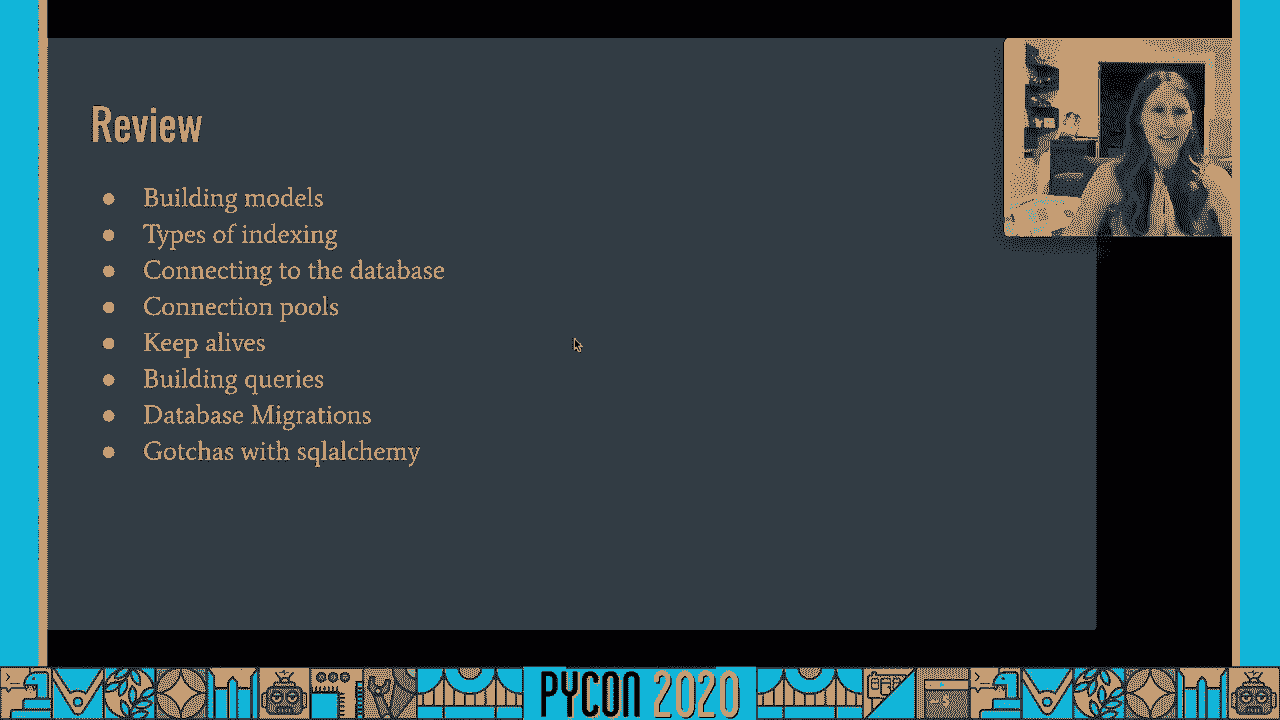 Review
Building models
Types of indexing
Connecting to the database
Connection pools
Keep alives
Building queries
Database Migrations
Gotchas with sqlalchemy
PYCON 2020